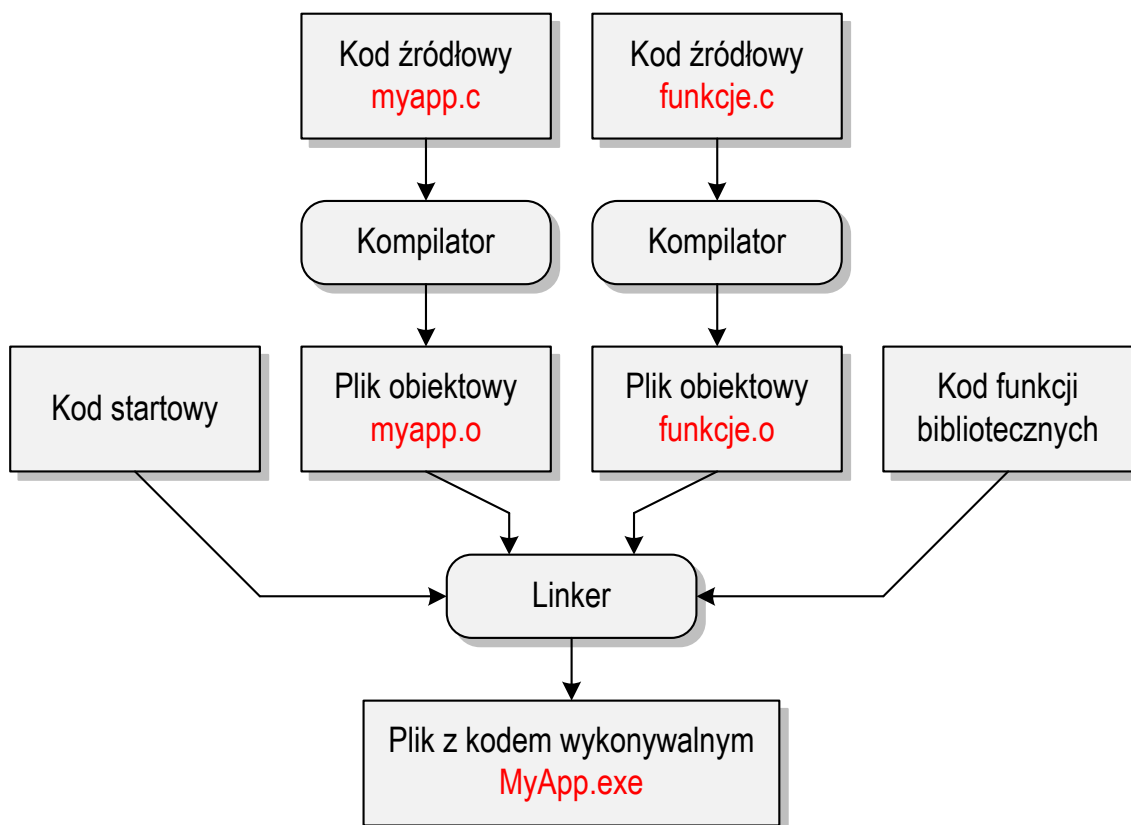 Kod źródłowy
myapp.c
Kod źródłowy
funkcje.c
Kompilator
Kompilator
Kod startowy
Plik obiektowy
myapp.o
Plik obiektowy
funkcje.o
Kod funkcji
bibliotecznych
Linker
Plik z kodem wykonywalnym
MyApp.exe